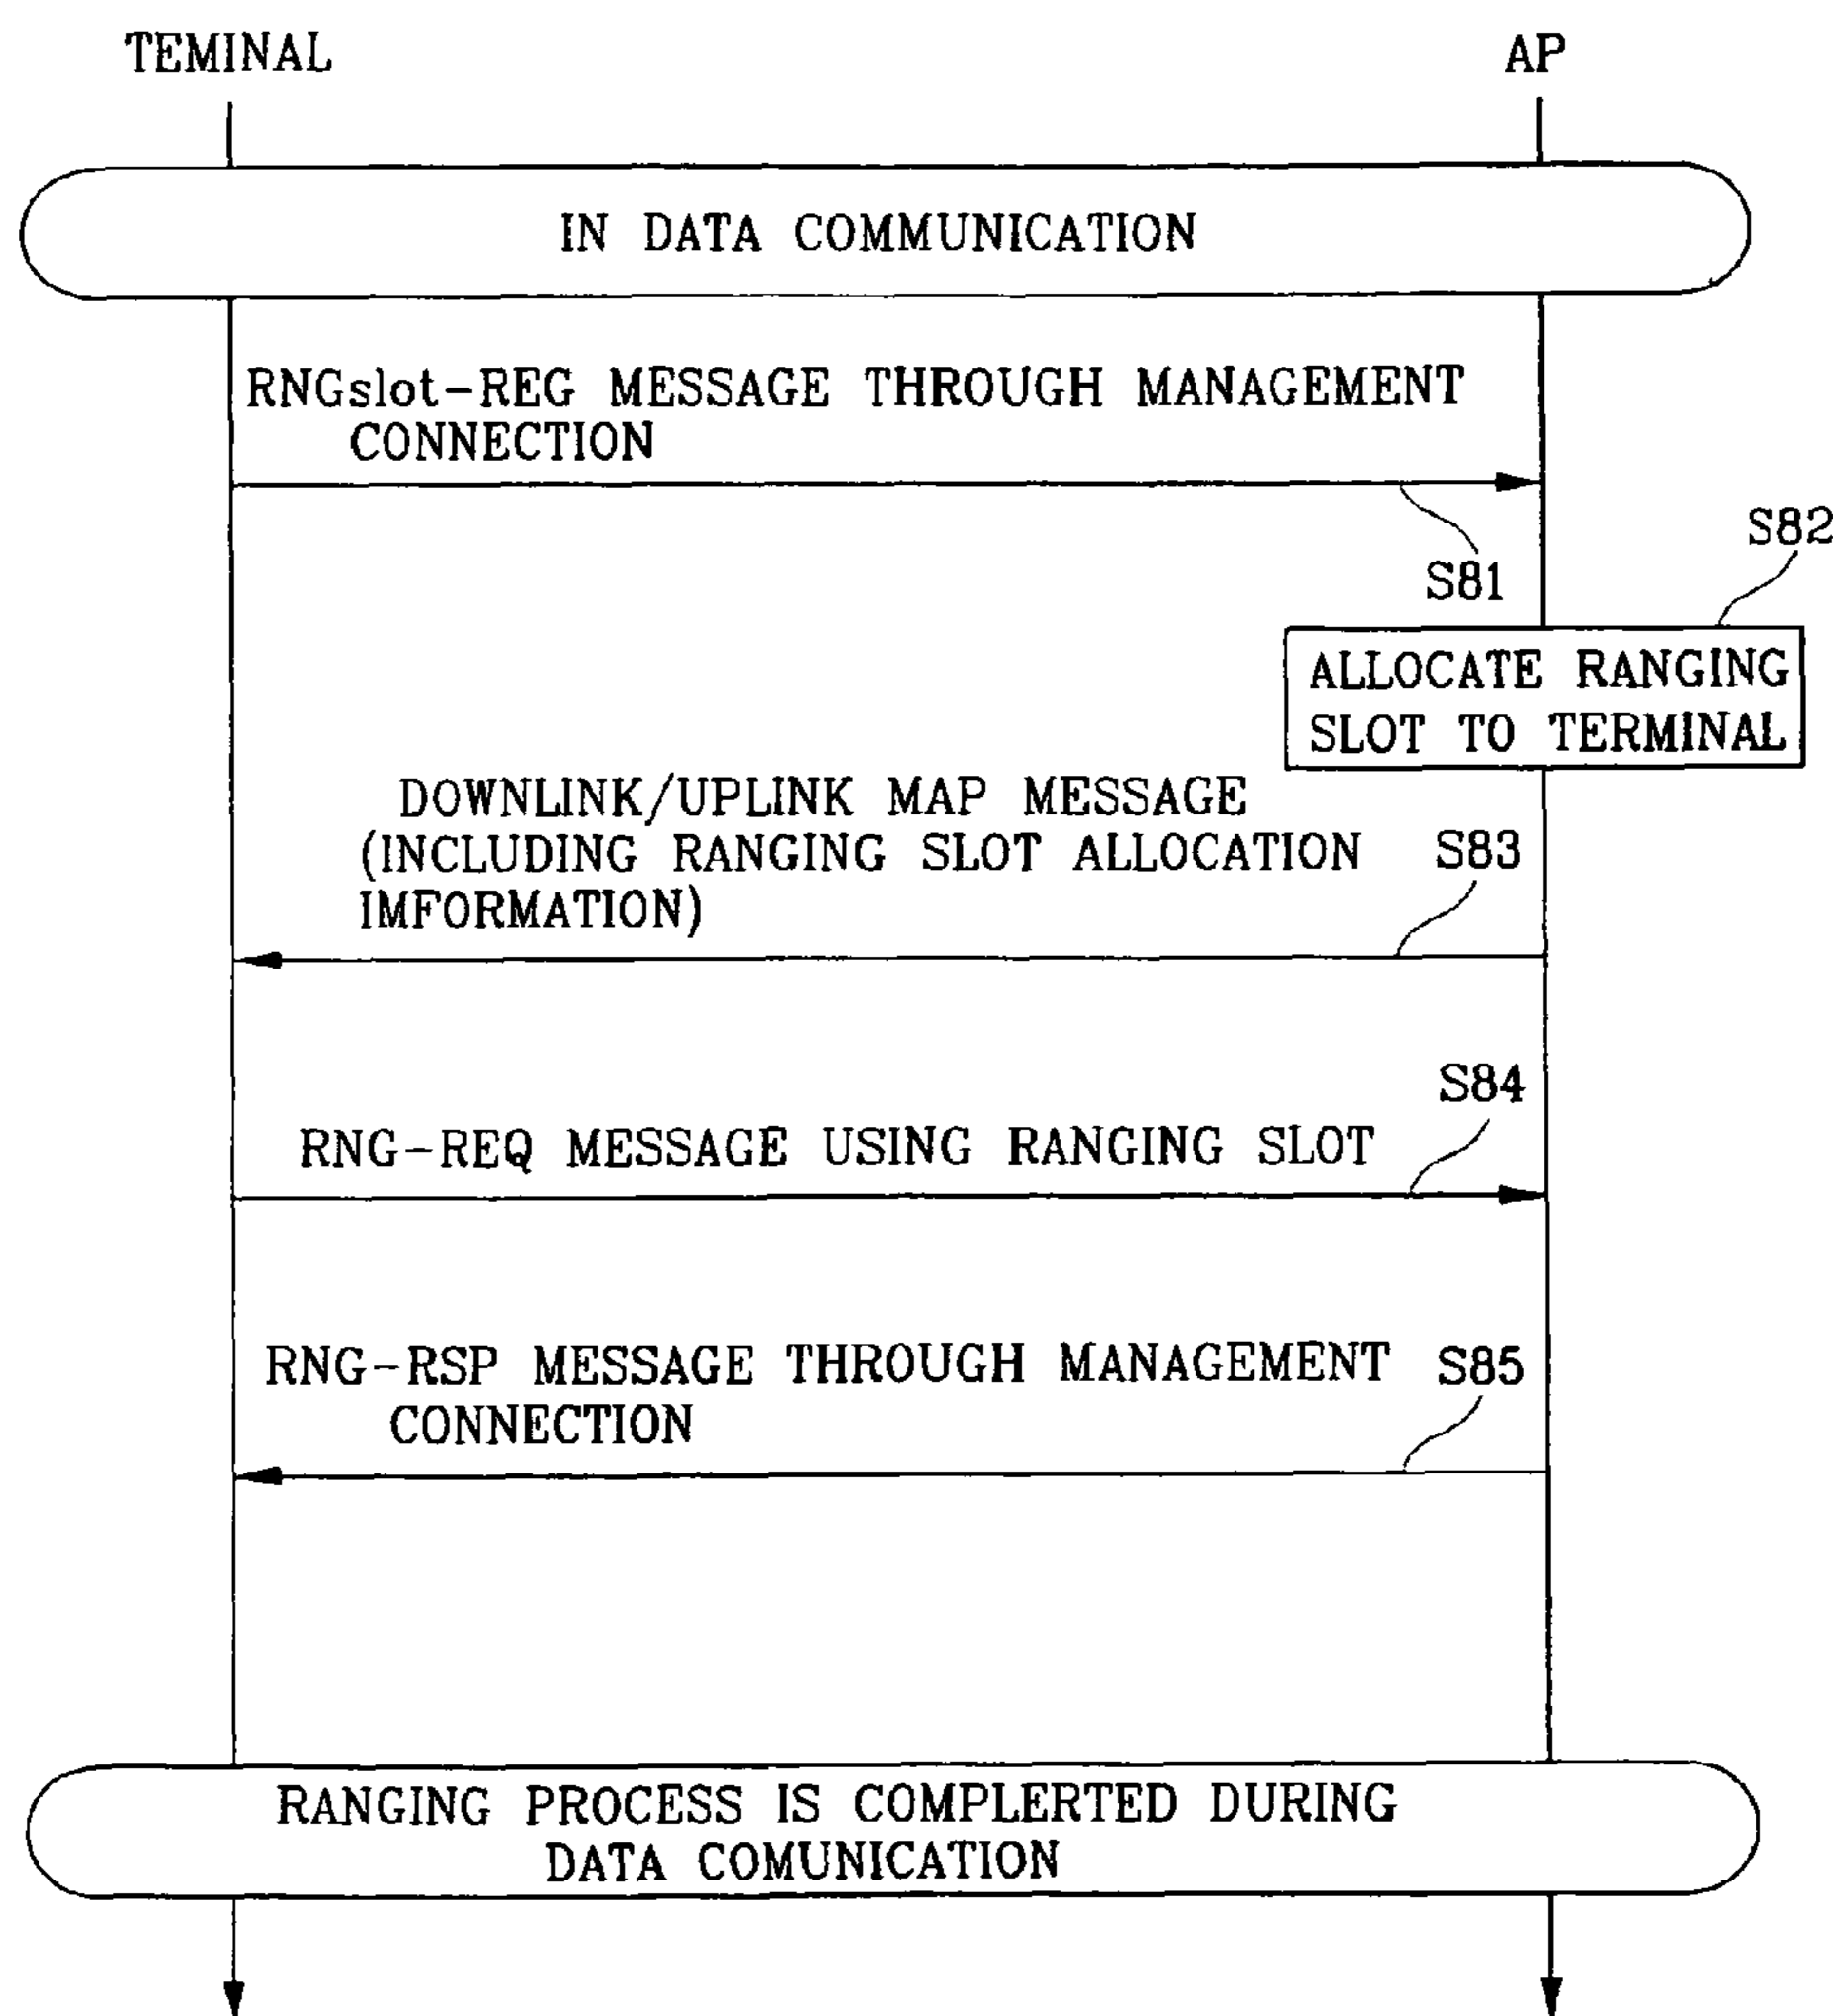 TEMINAL
AP
IN DATA COMMUNICATION
RNGslot-REG MESSAGE THROUGH MANAGEMENT
CONNECTION
S81
S82
ALLOCATE RANGING
SLOT TO TERMINAL
DOWNLINK/UPLINK MAP MESSAGE
(INCLUDING RANGING SLOT ALLOCATION
IMFORMATION)
S83
S84
RNG-REQ MESSAGE USING RANGING SLOT
RNG-RSP MESSAGE THROUGH MANAGEMENT
CONNECTION
S85
RANGING PROCESS IS COMPLERTED DURING
DATA COMUNICATION